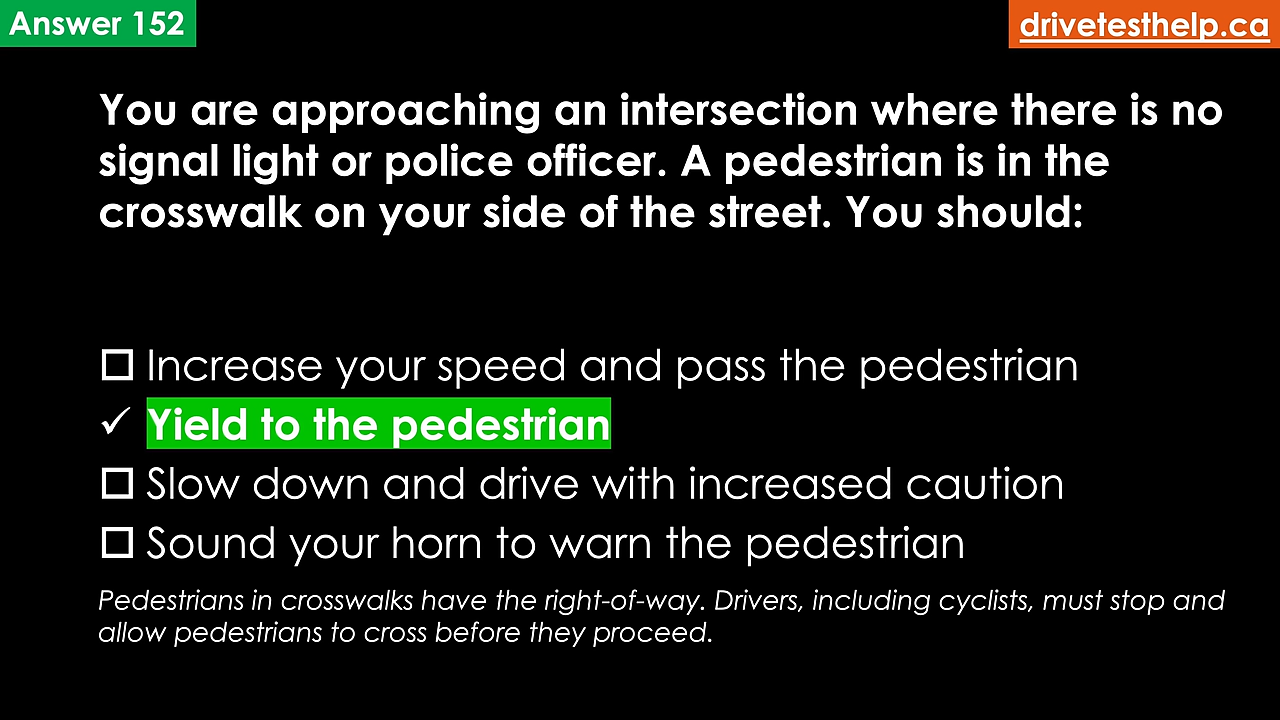 Answer 152
drivetesthelp.ca
You are approaching an intersection where there is no
signal light or police officer. A pedestrian is in the
crosswalk on your side of the street. You should:
Increase your speed and pass the pedestrian
Yield to the pedestrian
Slow down and drive with increased caution
Sound your horn to warn the pedestrian
Pedestrians in crosswalks have the right-of-way. Drivers, including cyclists, must stop and
allow pedestrians to cross before they proceed.